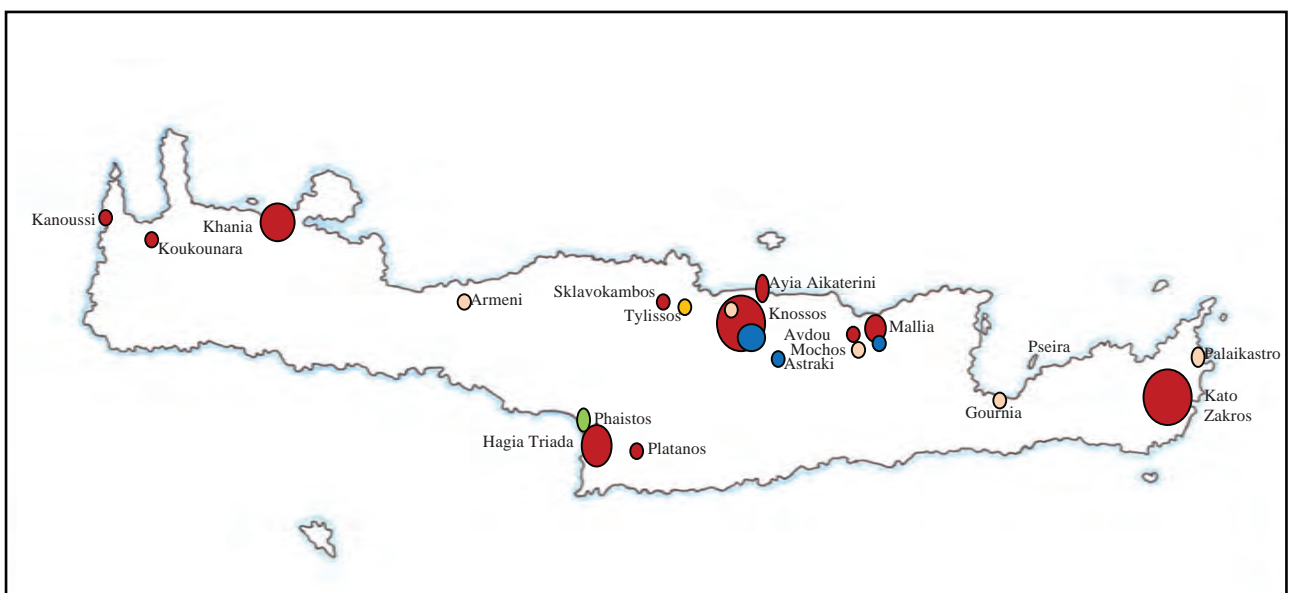 Kanoussi
Khania
Koukounara
Armeni
Sklavokambos
Tylissos
Ayia Aikaterini
Knossos
Avdou
Mallia
Mochos
Astraki
Pseira
Palaikastro
Kato
Zakros
Gournia
Phaistos
Hagia Triada
Platanos